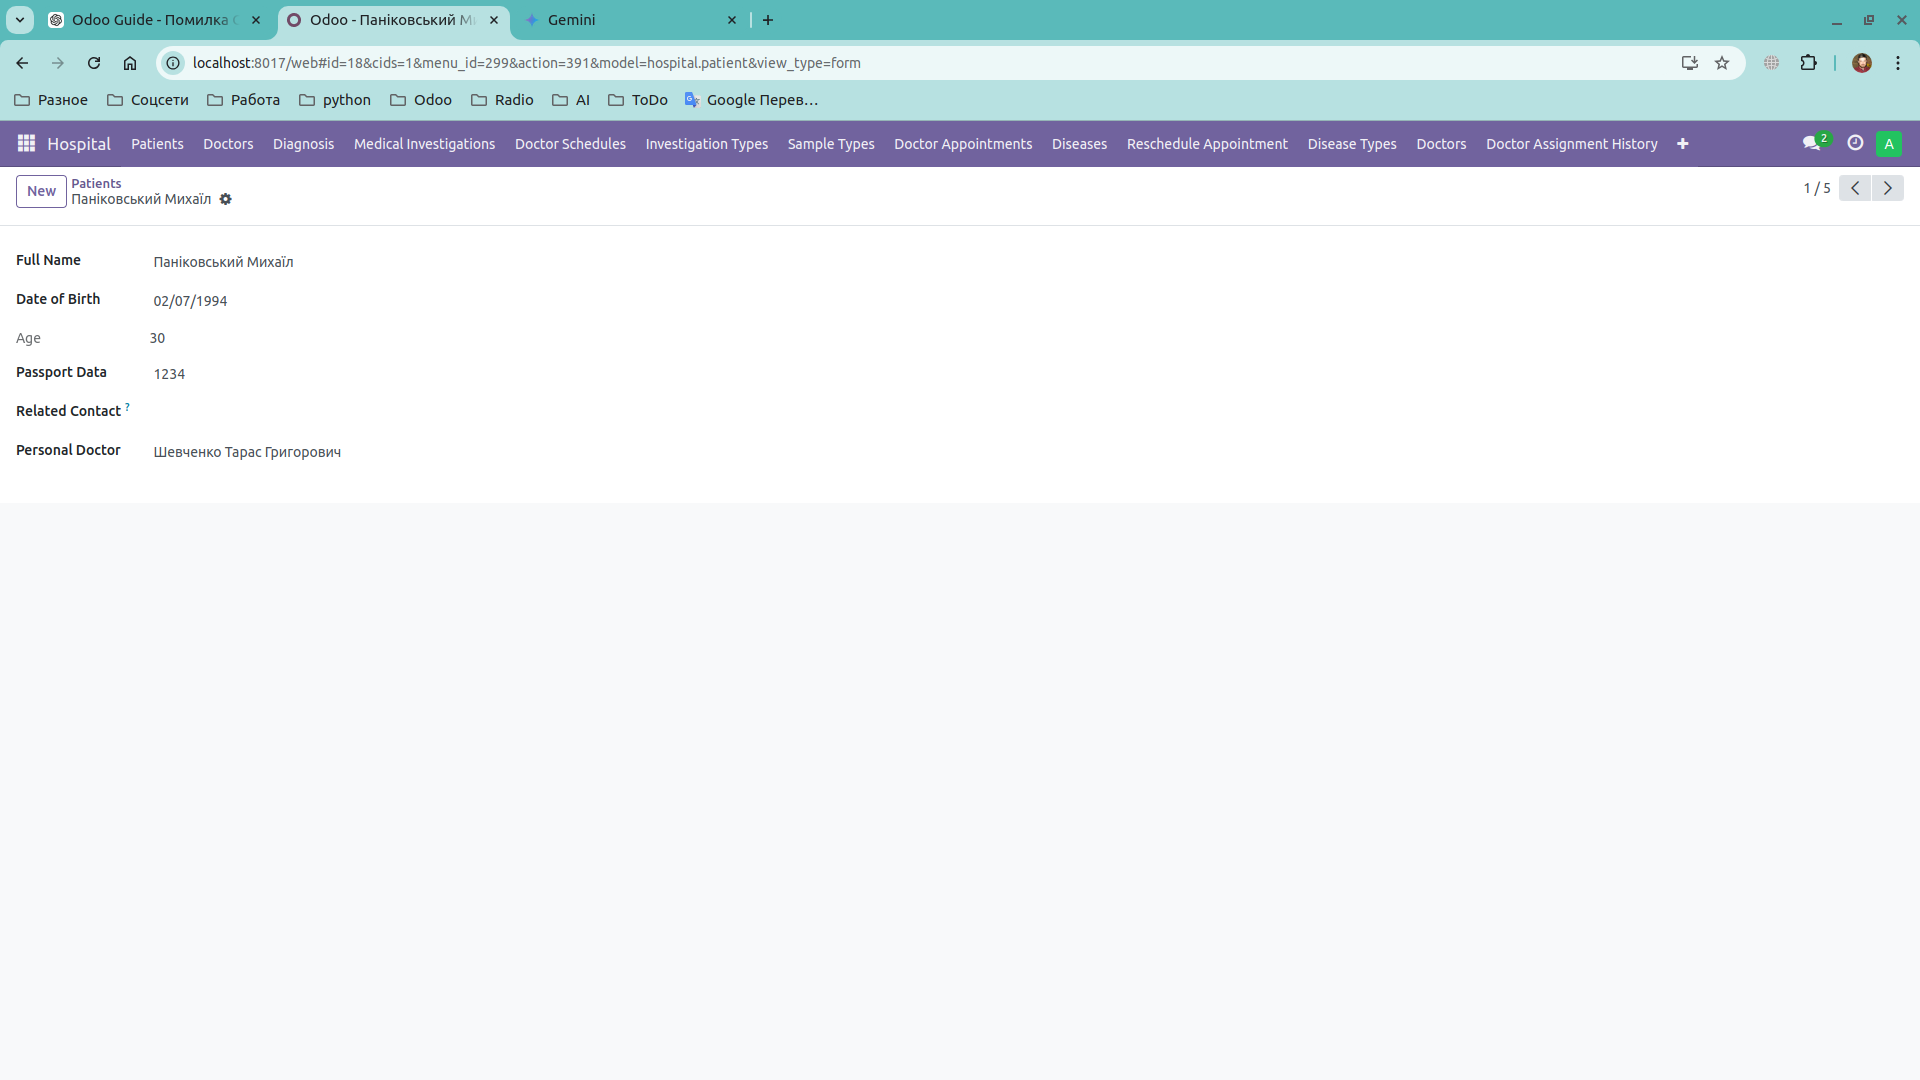 Odoo Guide - Помилка
Odoo - Паніковський М
Gemini
localhost:8017/web#id=18&cids=1&menu_id=299&action=391&model=hospital.patient&view_type=form
Разное Соцсети Работа python Odoo Radio AI ToDo Google Перев…
Hospital Patients Doctors Diagnosis Medical Investigations Doctor Schedules Investigation Types Sample Types Doctor Appointments Diseases Reschedule Appointment Disease Types Doctors Doctor Assignment History 2 A
New Patients 1 / 5
Паніковський Михаїл
Full Name Паніковський Михаїл
Date of Birth 02/07/1994
Age 30
Passport Data 1234
Related Contact ?
Personal Doctor Шевченко Тарас Григорович